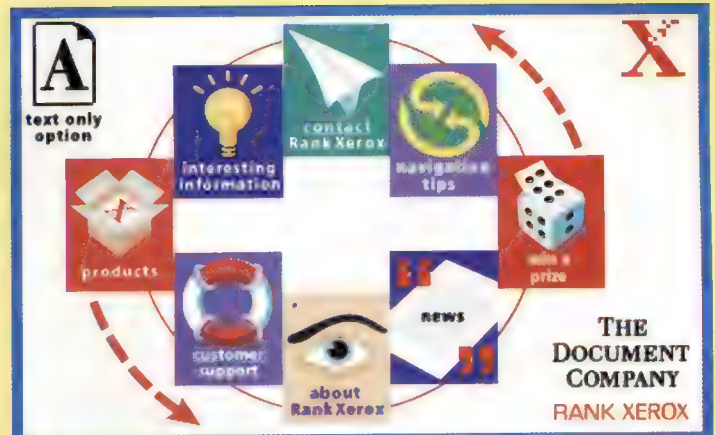 A
text only
option
contact
Rank Xerox
interesting
information
navigation
tips
products
win a
prize
customer
support
news
about
Rank Xerox
THE
DOCUMENT
COMPANY
RANK XEROX
X